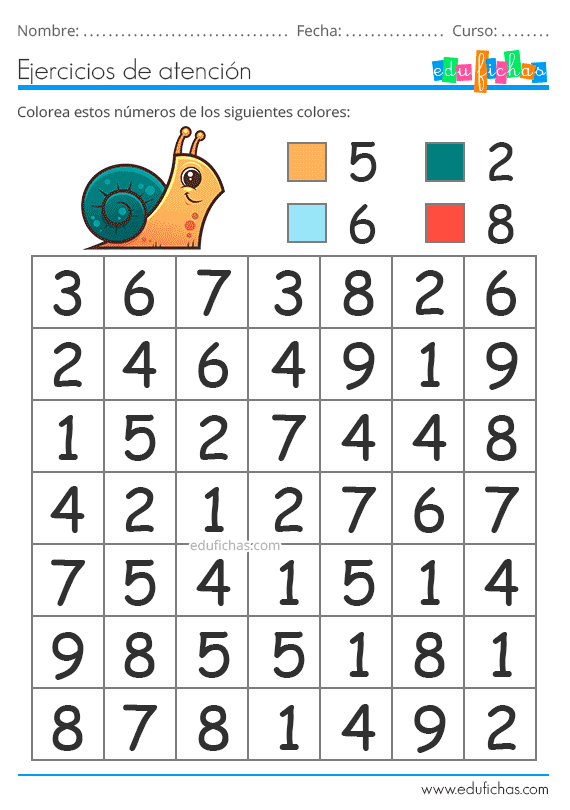 Nombre: ................................. Fecha: ................ Curso: ........
Ejercicios de atención
edufichas
Colorea estos números de los siguientes colores:
5 2
6 8
3 6 7 3 8 2 6
2 4 6 4 9 1 9
1 5 2 7 4 4 8
4 2 1 2 7 6 7
edufichas.com
7 5 4 1 5 1 4
9 8 5 5 1 8 1
8 7 8 1 4 9 2
www.edufichas.com